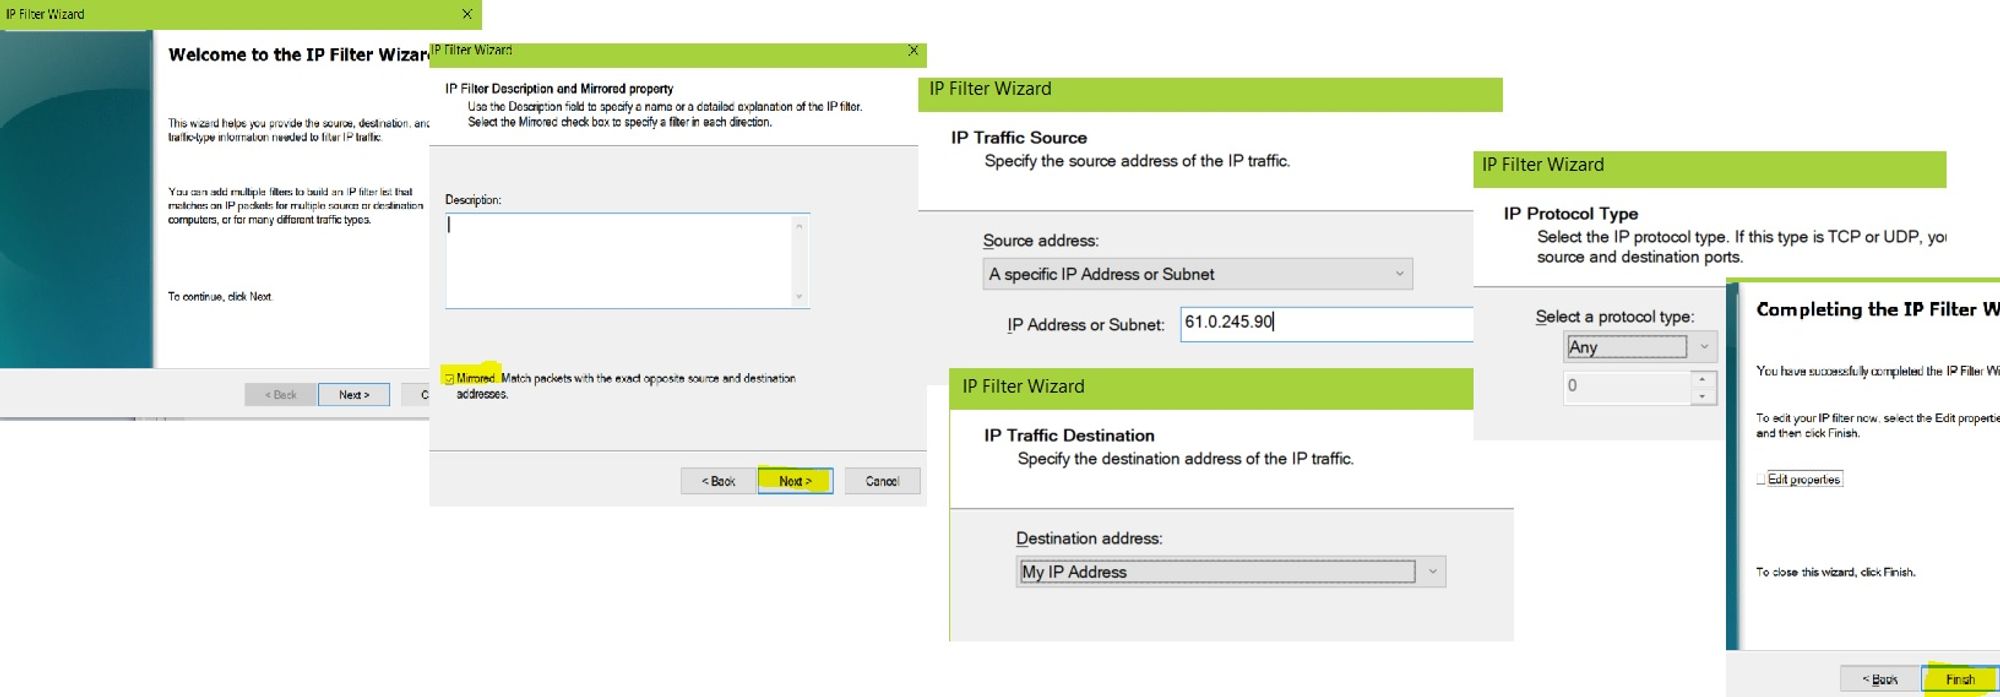 IP Filter Wizard
Welcome to the IP Filter Wizar
This wizard helps you provide the source, destination, and
traffic-type information needed to filter IP traffic.
You can add multiple filters to build an IP filter list that
matches on IP packets for multiple source or destination
computers, or for many different traffic types.
To continue, click Next.
< Back
Next >
C
IP Filter Wizard
IP Filter Description and Mirrored property
Use the Description field to specify a name or a detailed explanation of the IP filter.
Select the Mirrored check box to specify a filter in each direction.
Description:
Mirrored. Match packets with the exact opposite source and destination
addresses.
< Back
Next >
Cancel
IP Filter Wizard
IP Traffic Source
Specify the source address of the IP traffic.
Source address:
A specific IP Address or Subnet
IP Address or Subnet:
61.0.245.90
IP Filter Wizard
IP Traffic Destination
Specify the destination address of the IP traffic.
Destination address:
My IP Address
IP Filter Wizard
IP Protocol Type
Select the IP protocol type. If this type is TCP or UDP, you
source and destination ports.
Select a protocol type:
Any
0
Completing the IP Filter W
You have successfully completed the IP Filter Wi
To edit your IP filter now, select the Edit propertie
and then click Finish.
Edit properties
To close this wizard, click Finish.
< Back
Finish